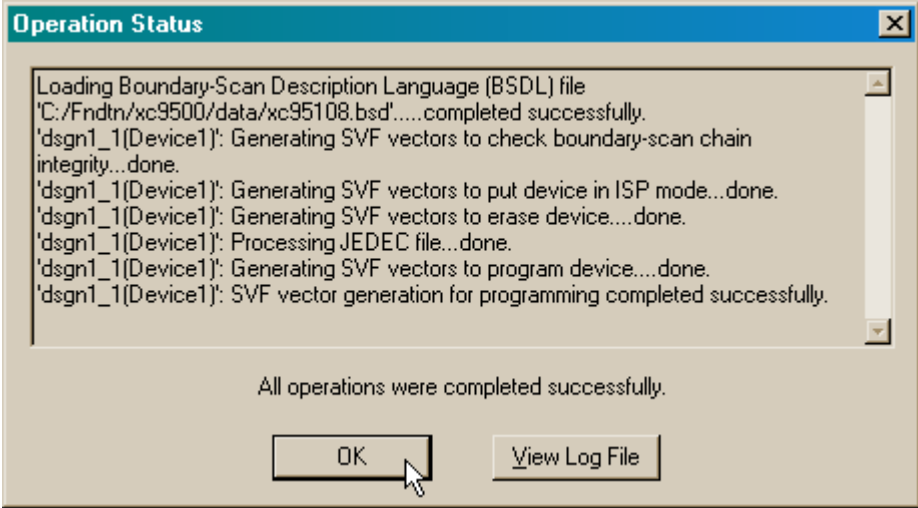 Operation Status
Loading Boundary-Scan Description Language (BSDL) file
'C:/Fndtn/xc9500/data/xc95108.bsd'.....completed successfully.
'dsgn1_1(Device1)': Generating SVF vectors to check boundary-scan chain
integrity...done.
'dsgn1_1(Device1)': Generating SVF vectors to put device in ISP mode...done.
'dsgn1_1(Device1)': Generating SVF vectors to erase device....done.
'dsgn1_1(Device1)': Processing JEDEC file...done.
'dsgn1_1(Device1)': Generating SVF vectors to program device....done.
'dsgn1_1(Device1)': SVF vector generation for programming completed successfully.
All operations were completed successfully.
OK
View Log File